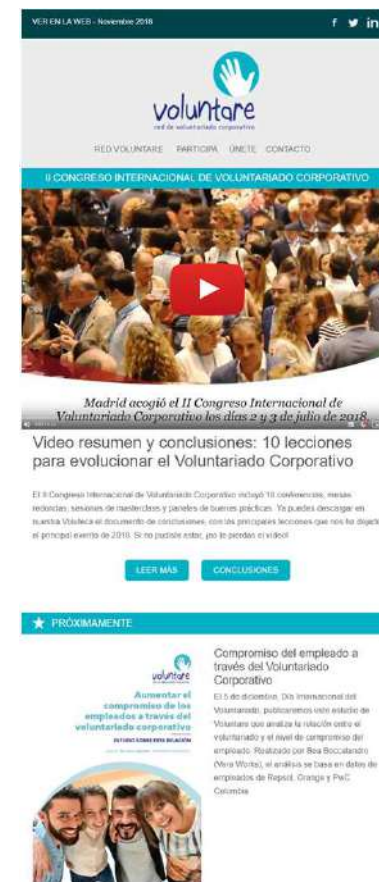 VER EN LA WEB - Noviembre 2018
f in
voluntare
red de voluntariado corporativo
RED VOLUNTARE PARTICIPA ÚNETE CONTACTO
II CONGRESO INTERNACIONAL DE VOLUNTARIADO CORPORATIVO
Madrid acogió el II Congreso Internacional de
Voluntariado Corporativo los días 2 y 3 de julio de 2018.
Video resumen y conclusiones: 10 lecciones
para evolucionar el Voluntariado Corporativo
El II Congreso Internacional de Voluntariado Corporativo incluyó 10 conferencias, mesas
redondas, sesiones de masterclass y paneles de buenas prácticas. Ya puedes descargar en
nuestra Voluteca el documento de conclusiones, con las principales lecciones que nos ha dejado
el principal evento de 2018. Si no pudiste estar, ¡no te pierdas el video!
LEER MÁS CONCLUSIONES
PRÓXIMAMENTE
voluntare
Aumentar el
compromiso de los
empleados a través del
voluntariado corporativo
ESTUDIO SOBRE ESTA RELACIÓN
Compromiso del empleado a
través del Voluntariado
Corporativo
El 5 de diciembre, Día Internacional del
Voluntariado, publicaremos este estudio de
Voluntare que analiza la relación entre el
voluntariado y el nivel de compromiso del
empleado. Realizado por Bea Boccalandro
(Vera Works), el análisis se basa en datos de
empleados de Repsol, Orange y PwC
Colombia.